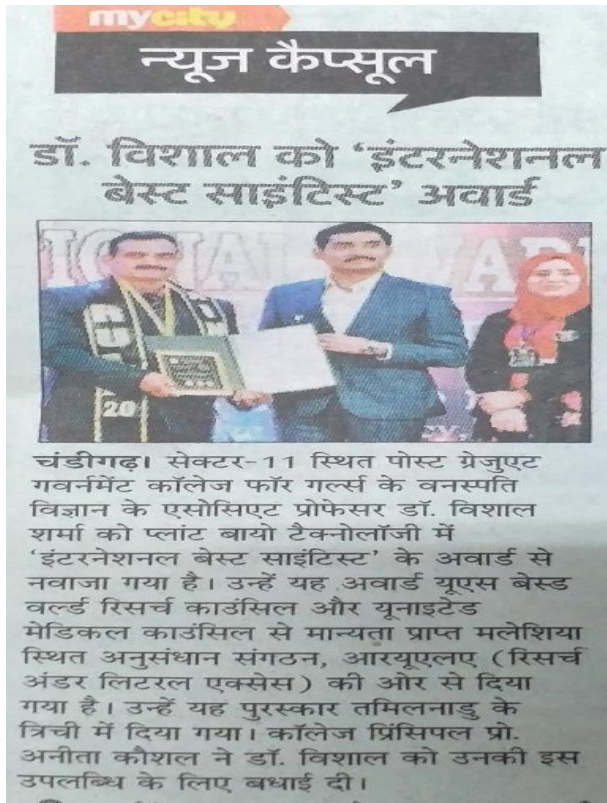 mycity
न्यूज कैप्सूल
डॉ. विशाल को ‘इंटरनेशनल
बेस्ट साइंटिस्ट’ अवार्ड
20
चंडीगढ़। सेक्टर-11 स्थित पोस्ट ग्रेजुएट
गवर्नमेंट कॉलेज फॉर गर्ल्स के वनस्पति
विज्ञान के एसोसिएट प्रोफेसर डॉ. विशाल
शर्मा को प्लांट बायो टैक्नोलॉजी में
‘इंटरनेशनल बेस्ट साइंटिस्ट’ के अवार्ड से
नवाजा गया है। उन्हें यह अवार्ड यूएस बेस्ड
वर्ल्ड रिसर्च काउंसिल और यूनाइटेड
मेडिकल काउंसिल से मान्यता प्राप्त मलेशिया
स्थित अनुसंधान संगठन, आरयूएलए (रिसर्च
अंडर लिटरल एक्सेस) की ओर से दिया
गया है। उन्हें यह पुरस्कार तमिलनाडु के
त्रिची में दिया गया। कॉलेज प्रिंसिपल प्रो.
अनीता कौशल ने डॉ. विशाल को उनकी इस
उपलब्धि के लिए बधाई दी।